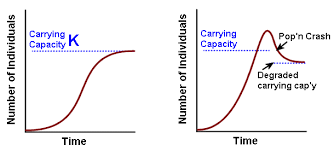 Number of Individuals
Carrying
Capacity K
Time
Number of Individuals
Carrying
Capacity
Pop'n Crash
Degraded
carrying cap'y
Time